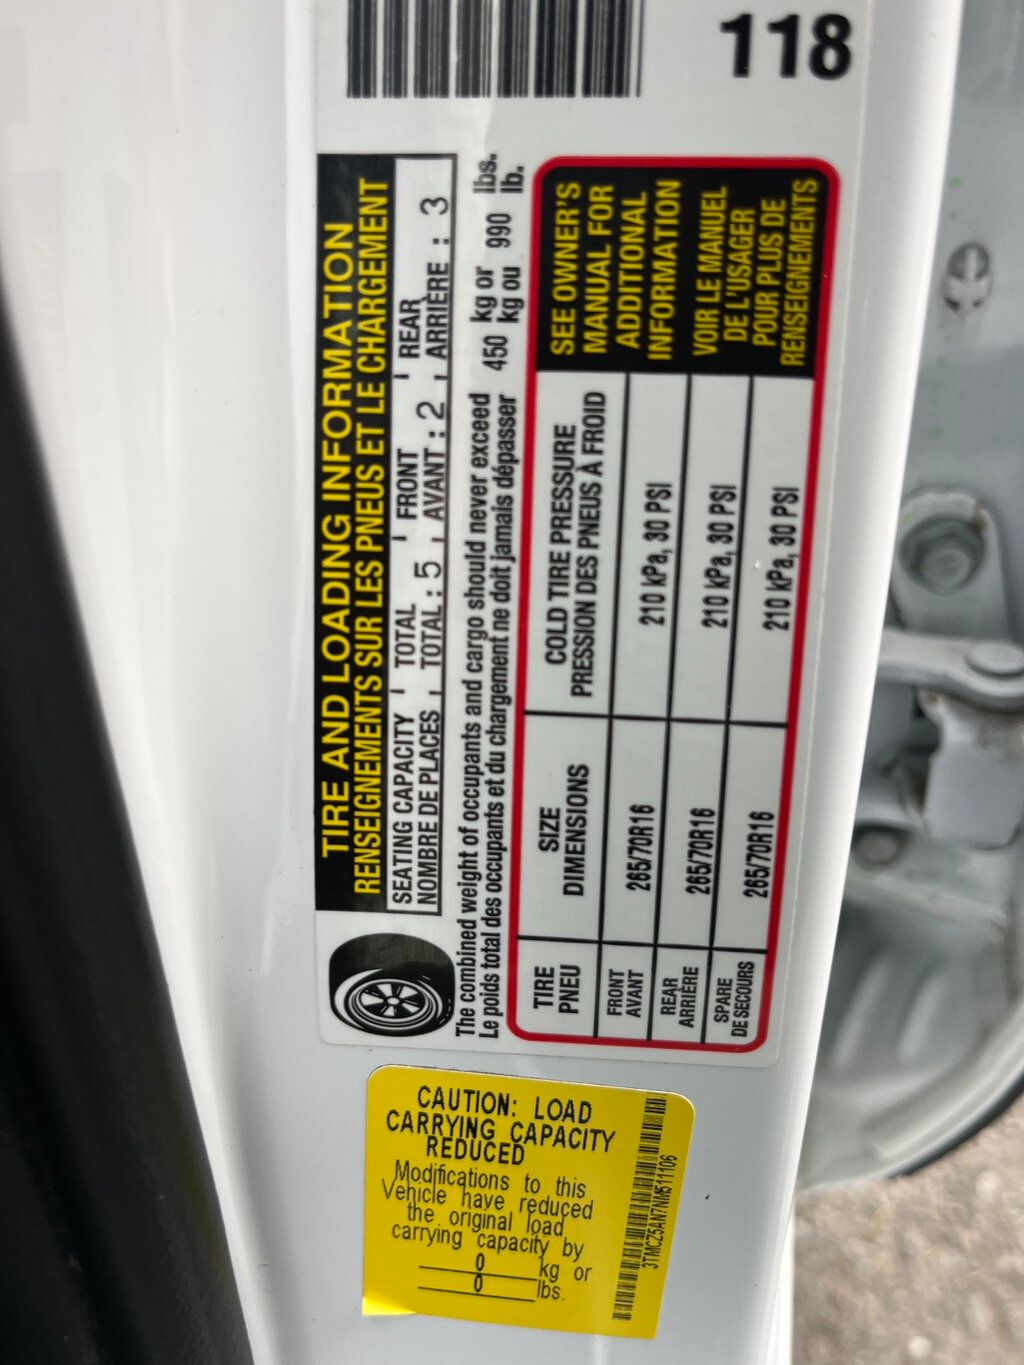 118
TIRE AND LOADING INFORMATION
RENSEIGNEMENTS SUR LES PNEUS ET LE CHARGEMENT
SEATING CAPACITY TOTAL FRONT REAR
NOMBRE DE PLACES TOTAL : 5 AVANT : 2 ARRIÈRE : 3
The combined weight of occupants and cargo should never exceed 450 kg or 990 lbs.
Le poids total des occupants et du chargement ne doit jamais dépasser kg ou lb.
TIRE SIZE COLD TIRE PRESSURE
PNEU DIMENSIONS PRESSION DES PNEUS À FROID
FRONT
AVANT 265/70R16 210 kPa, 30 PSI
REAR
ARRIÈRE 265/70R16 210 kPa, 30 PSI
SPARE
DE SECOURS 265/70R16 210 kPa, 30 PSI
SEE OWNER'S
MANUAL FOR
ADDITIONAL
INFORMATION
VOIR LE MANUEL
DE L'USAGER
POUR PLUS DE
RENSEIGNEMENTS
CAUTION: LOAD
CARRYING CAPACITY
REDUCED
Modifications to this
Vehicle have reduced
the original load
carrying capacity by
0 kg or
0 lbs.
3TMCZ5AN7NM511106